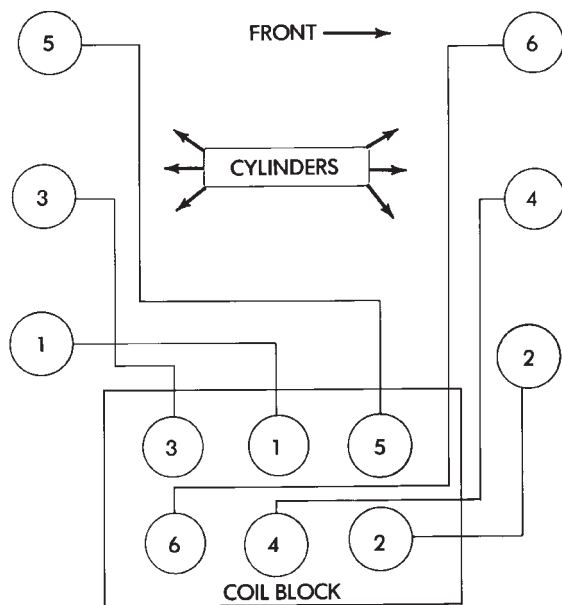 5 FRONT 6
CYLINDERS
3 4
1 2
3 1 5
6 4 2
COIL BLOCK